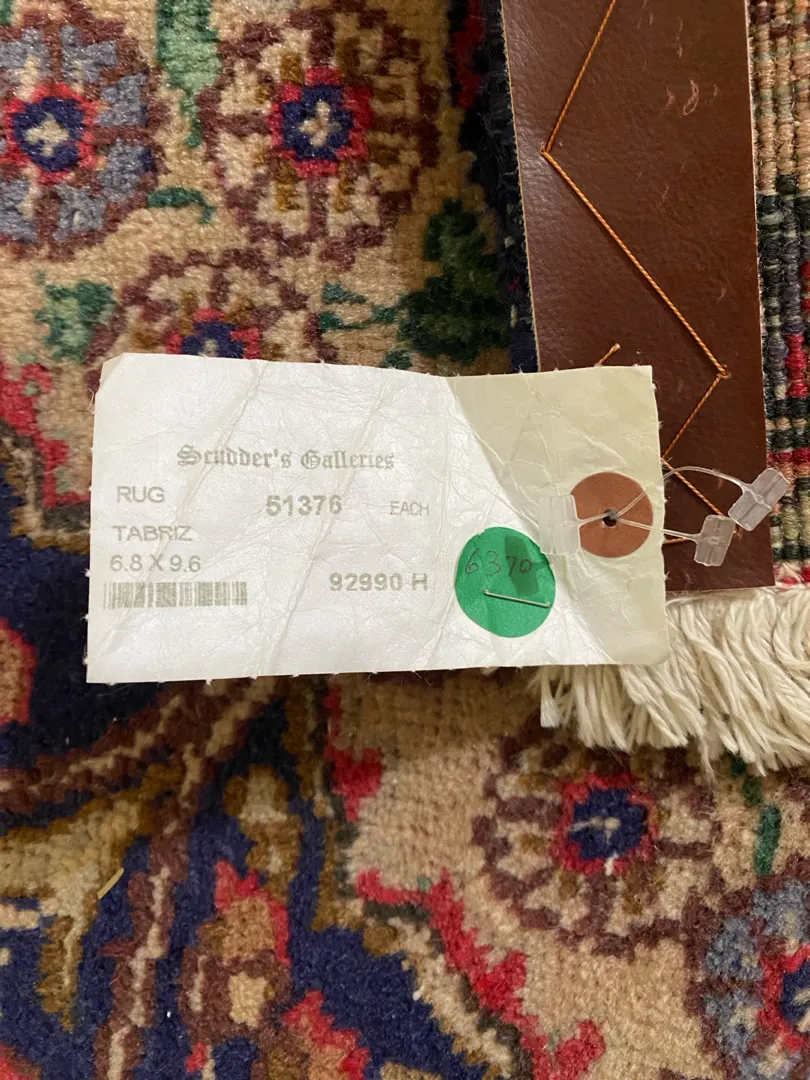 Scudder's Galleries
RUG 51376 EACH
TABRIZ
6.8 X 9.6
92990 H
6370